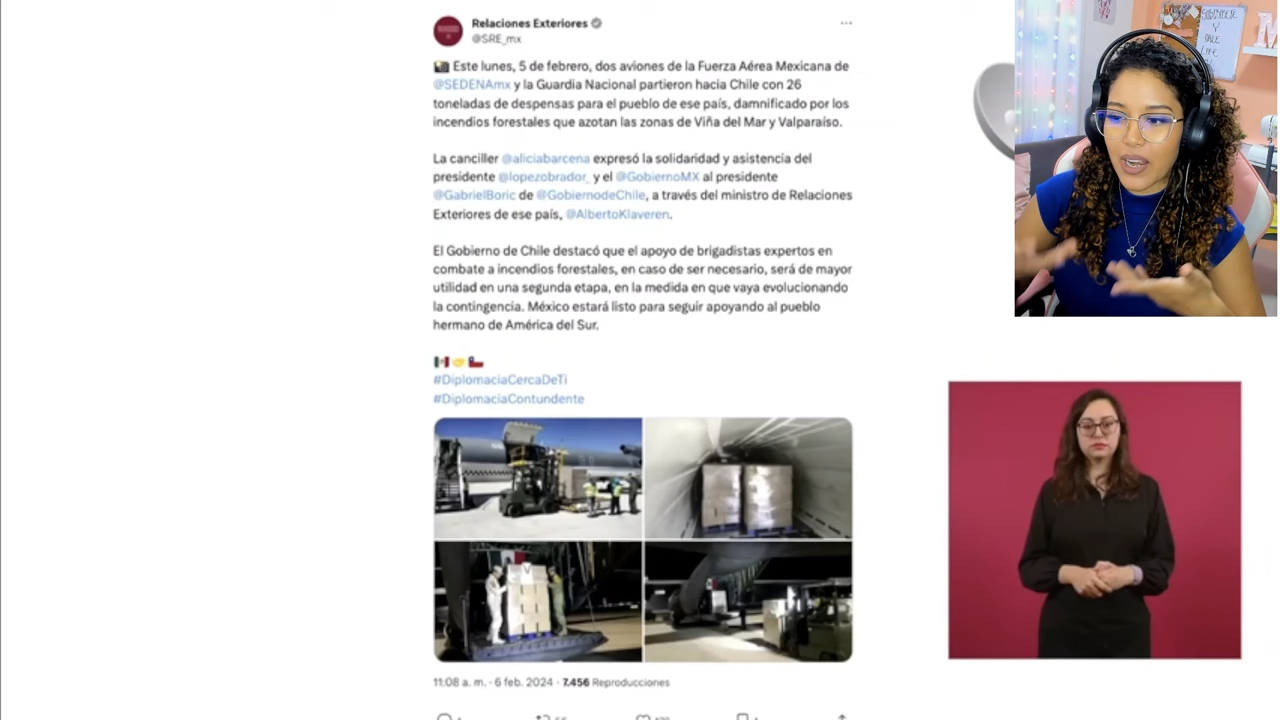 Relaciones Exteriores
@SRE_mx
Este lunes, 5 de febrero, dos aviones de la Fuerza Aérea Mexicana de
@SEDENAmx y la Guardia Nacional partieron hacia Chile con 26
toneladas de despensas para el pueblo de ese país, damnificado por los
incendios forestales que azotan las zonas de Viña del Mar y Valparaíso.
La canciller @aliciabarcena expresó la solidaridad y asistencia del
presidente @lopezobrador_ y el @GobiernoMX al presidente
@GabrielBoric de @GobiernodeChile, a través del ministro de Relaciones
Exteriores de ese país, @AlbertoKlaveren.
El Gobierno de Chile destacó que el apoyo de brigadistas expertos en
combate a incendios forestales, en caso de ser necesario, será de mayor
utilidad en una segunda etapa, en la medida en que vaya evolucionando
la contingencia. México estará listo para seguir apoyando al pueblo
hermano de América del Sur.
#DiplomaciaCercaDeTi
#DiplomaciaContundente
11:08 a. m. · 6 feb. 2024 · 7.456 Reproducciones
Y
DALE
LIKE